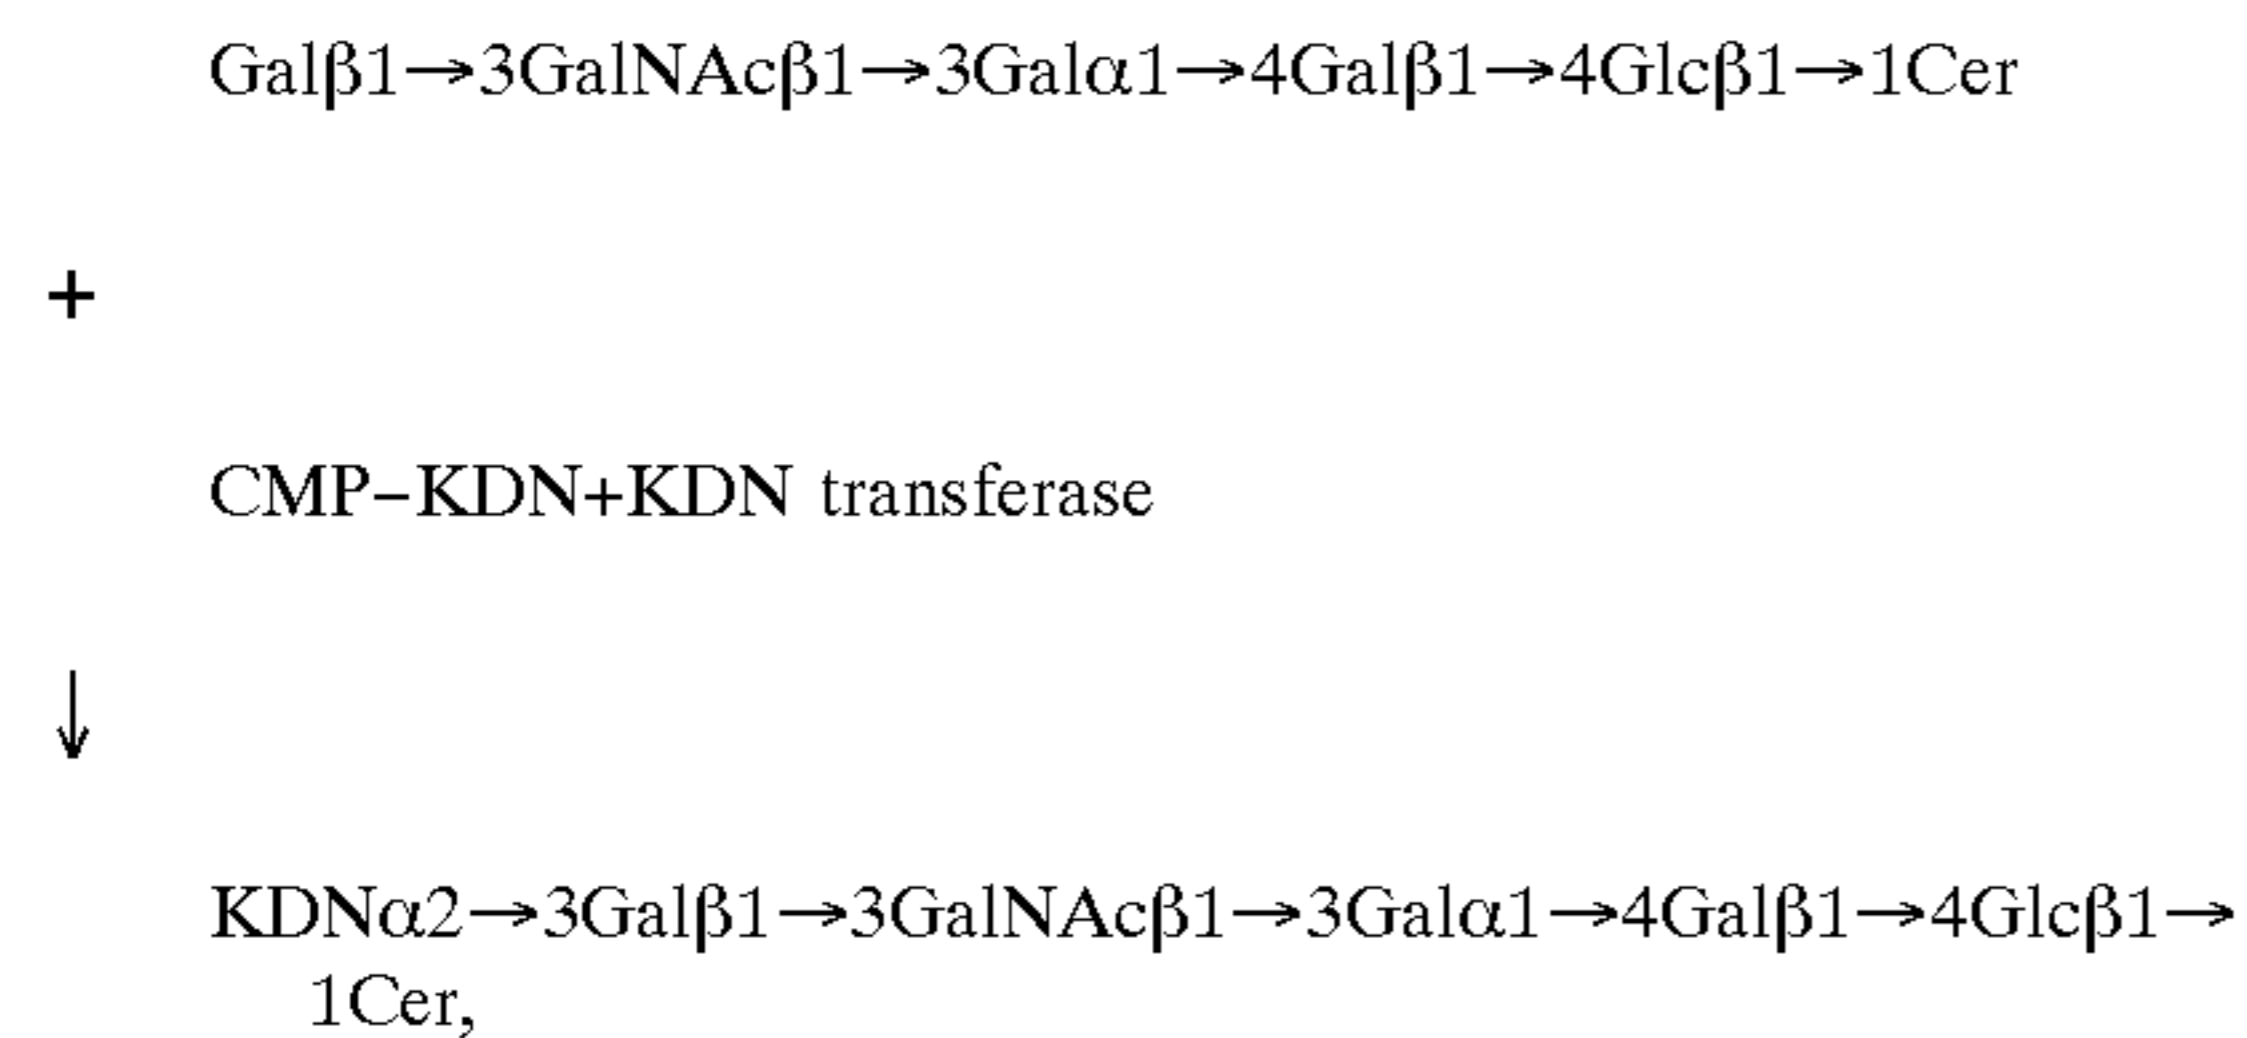 Galβ1→3GalNAcβ1→3Galα1→4Galβ1→4Glcβ1→1Cer
+
CMP–KDN+KDN transferase
↓
KDNα2→3Galβ1→3GalNAcβ1→3Galα1→4Galβ1→4Glcβ1→
1Cer,